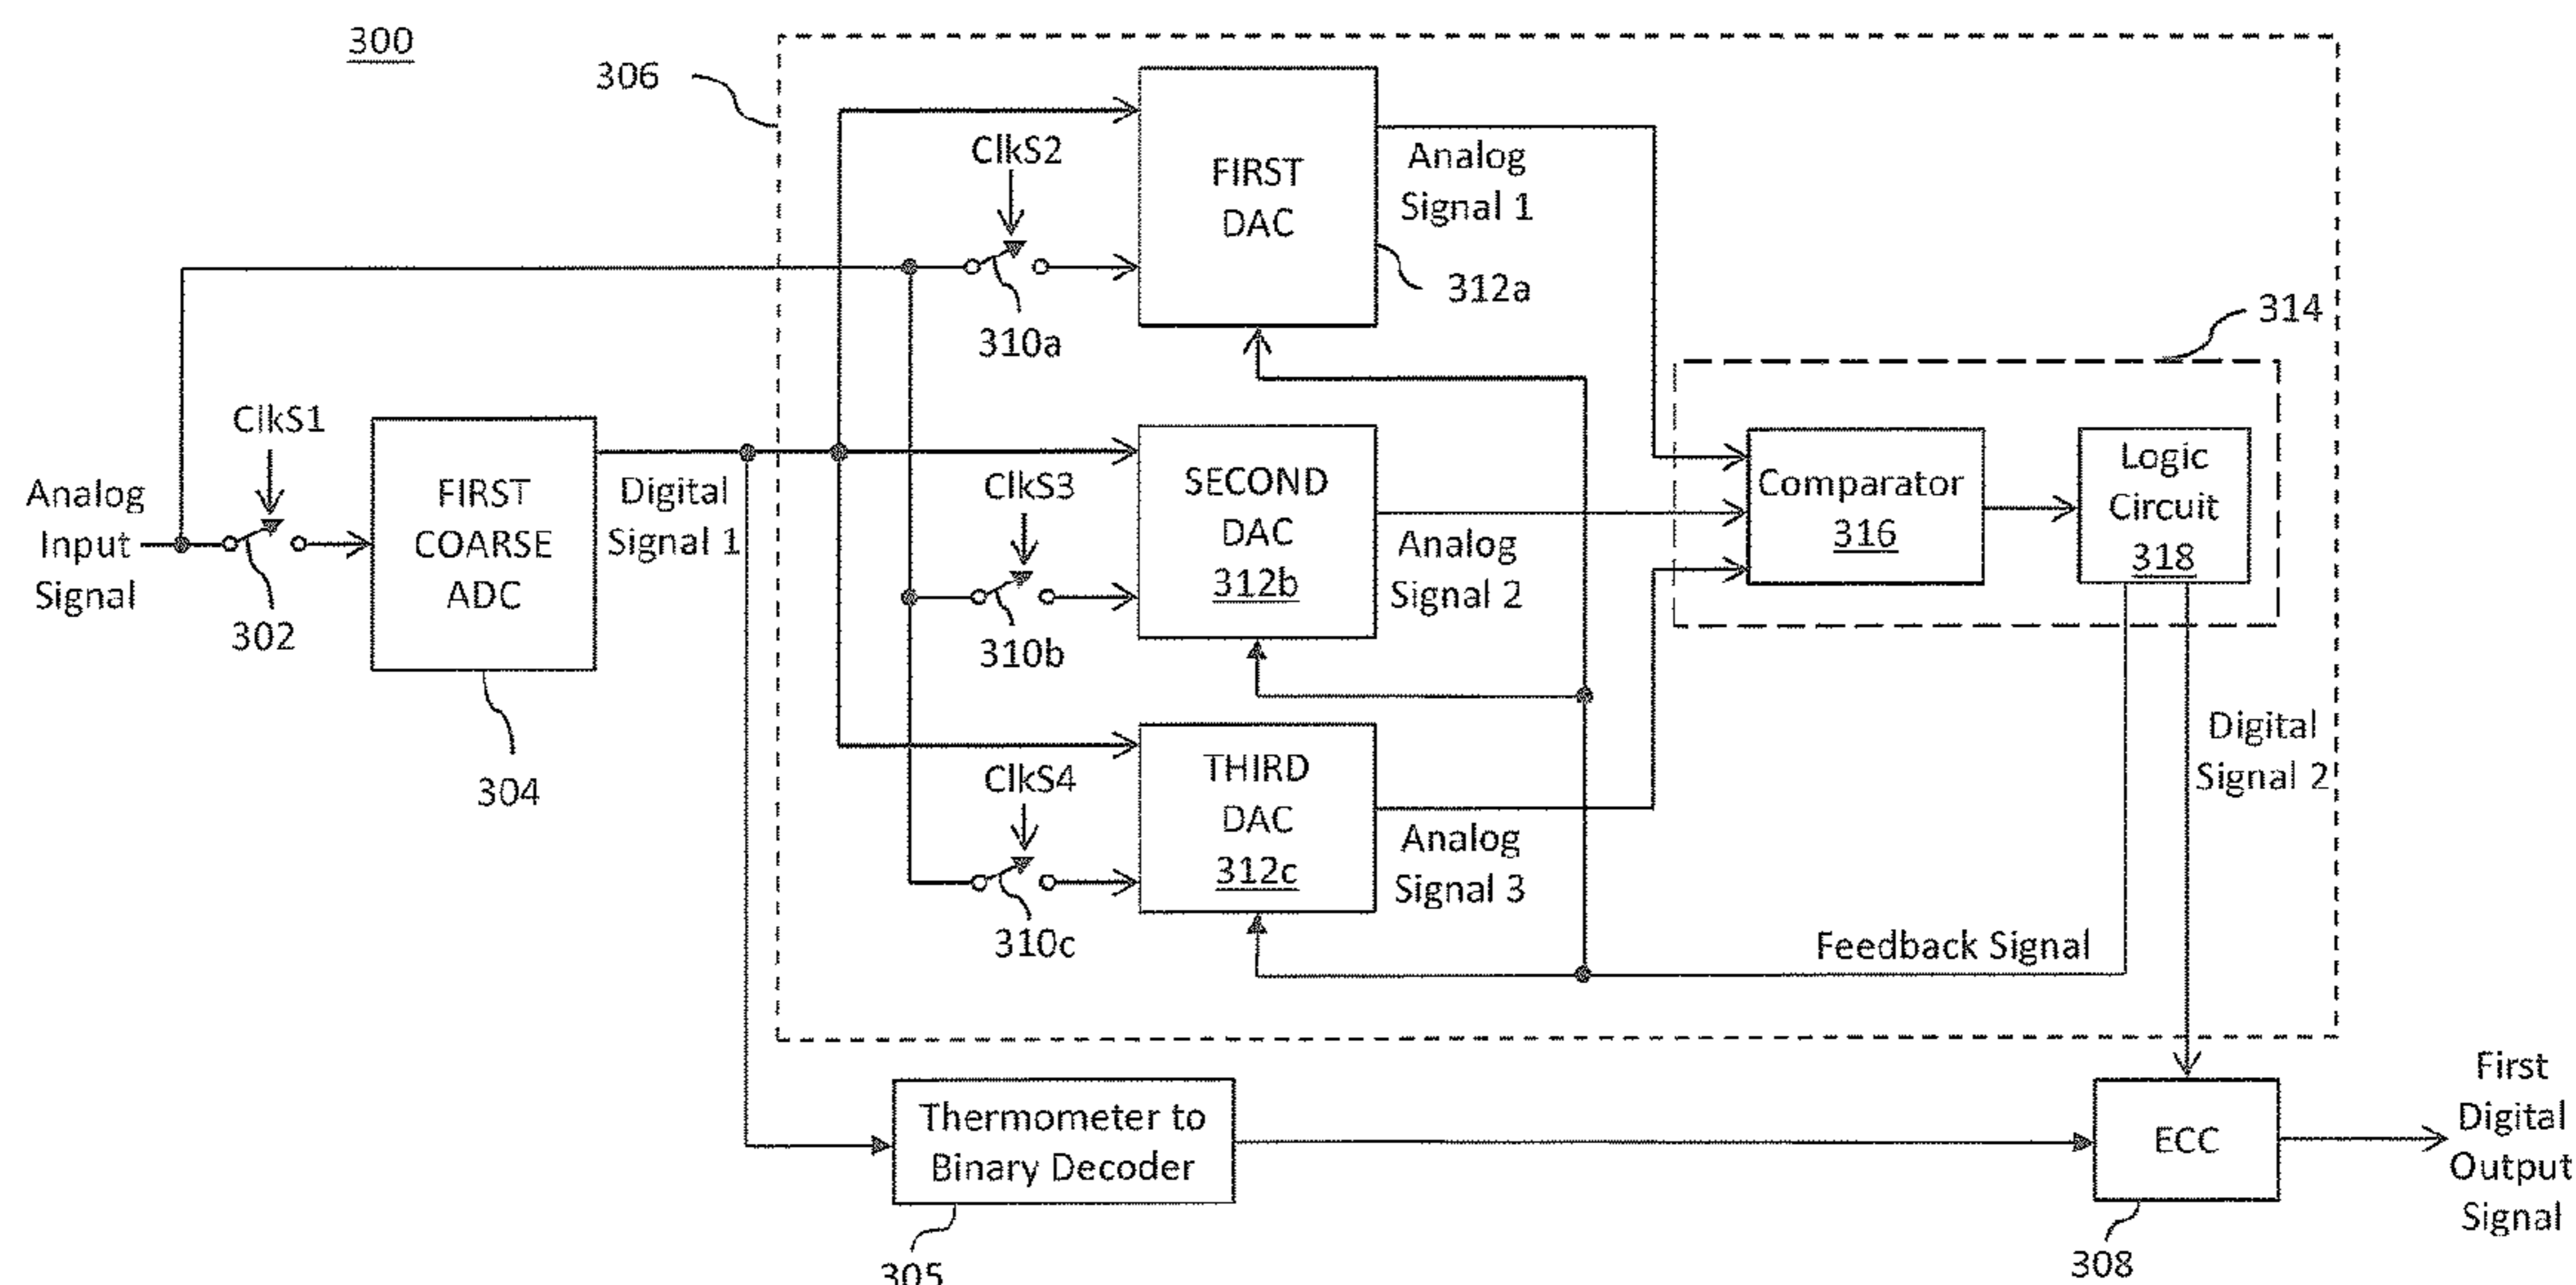 300
306
ClkS2
FIRST
DAC
Analog
Signal 1
312a
310a
314
ClkS1
Analog
Input
Signal
302
FIRST
COARSE
ADC
304
Digital
Signal 1
ClkS3
310b
SECOND
DAC
312b
Analog
Signal 2
Comparator
316
Logic
Circuit
318
ClkS4
310c
THIRD
DAC
312c
Analog
Signal 3
Feedback Signal
Digital
Signal 2
Thermometer to
Binary Decoder
305
ECC
308
First
Digital
Output
Signal